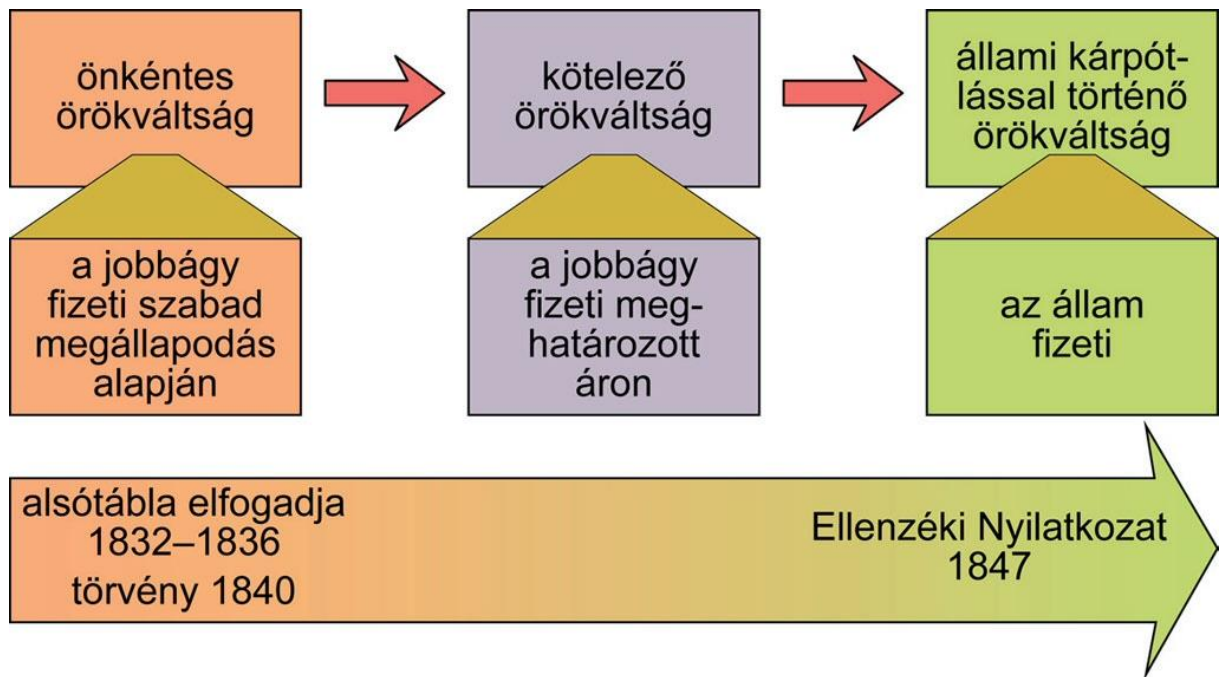 önkéntes
örökváltság
kötelező
örökváltság
állami kárpót-
lással történő
örökváltság
a jobbágy
fizeti szabad
megállapodás
alapján
a jobbágy
fizeti meg-
határozott
áron
az állam
fizeti
alsótábla elfogadja
1832–1836
törvény 1840
Ellenzéki Nyilatkozat
1847